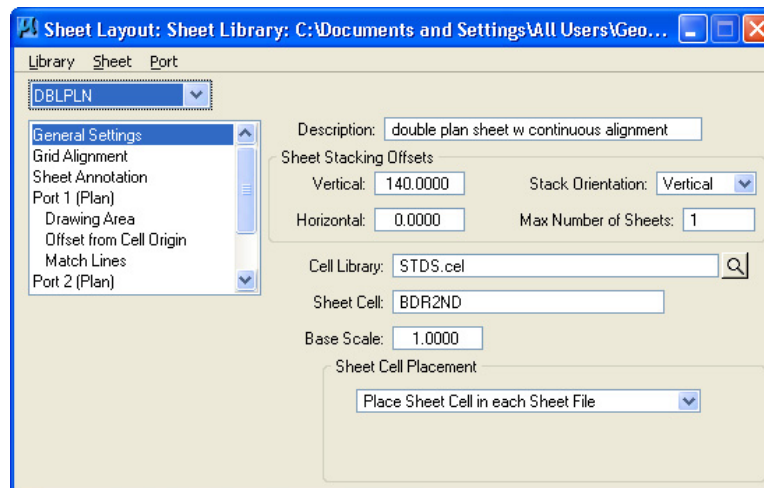 Sheet Layout: Sheet Library: C:\Documents and Settings\All Users\Geo...
Library Sheet Port
DBLPLN
General Settings
Grid Alignment
Sheet Annotation
Port 1 (Plan)
Drawing Area
Offset from Cell Origin
Match Lines
Port 2 (Plan)
Description: double plan sheet w continuous alignment
Sheet Stacking Offsets
Vertical: 140.0000 Stack Orientation: Vertical
Horizontal: 0.0000 Max Number of Sheets: 1
Cell Library: STDS.cel
Sheet Cell: BDR2ND
Base Scale: 1.0000
Sheet Cell Placement
Place Sheet Cell in each Sheet File